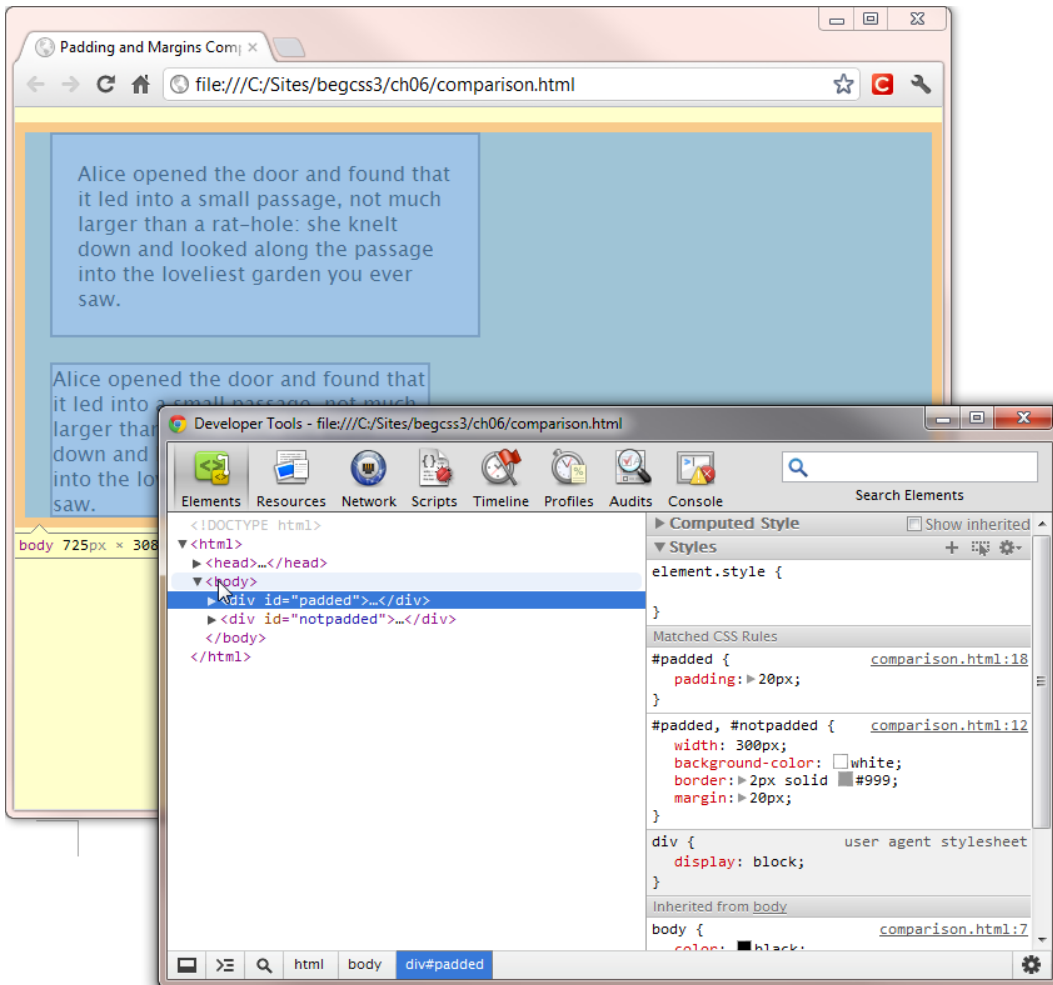 Padding and Margins Com
file:///C:/Sites/begcss3/ch06/comparison.html
Alice opened the door and found that
it led into a small passage, not much
larger than a rat-hole: she knelt
down and looked along the passage
into the loveliest garden you ever
saw.
Alice opened the door and found that
it led into a small passage, not much
larger than
down and
into the lo
saw.
body 725px × 308
Developer Tools - file:///C:/Sites/begcss3/ch06/comparison.html
Elements Resources Network Scripts Timeline Profiles Audits Console
Search Elements
<!DOCTYPE html>
▼<html>
▶<head>…</head>
▼<body>
▶<div id="padded">…</div>
▶<div id="notpadded">…</div>
</body>
</html>
▶ Computed Style Show inherited
▼ Styles
element.style {
}
Matched CSS Rules
#padded { comparison.html:18
padding:▶20px;
}
#padded, #notpadded { comparison.html:12
width: 300px;
background-color: white;
border:▶2px solid #999;
margin:▶20px;
}
div { user agent stylesheet
display: block;
}
Inherited from body
body { comparison.html:7
color: black;
html body div#padded